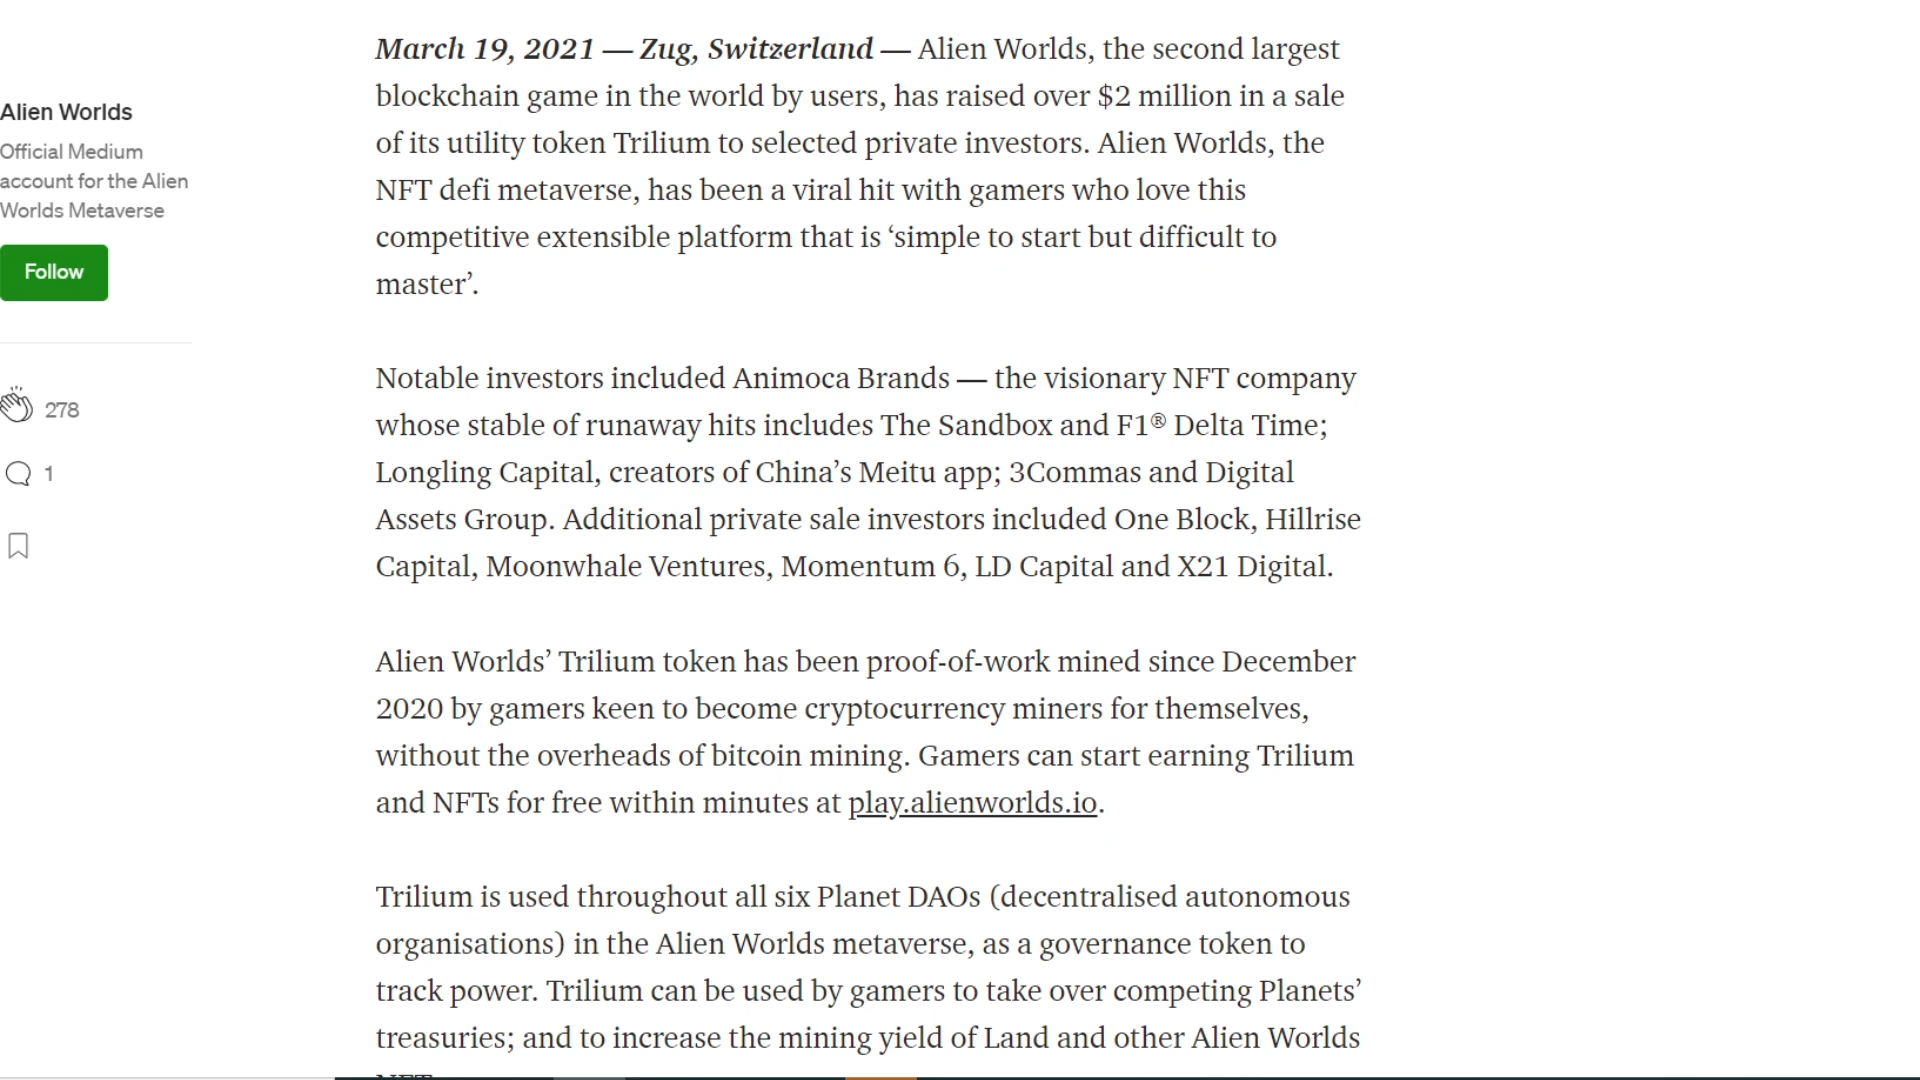 Alien Worlds
Official Medium
account for the Alien
Worlds Metaverse
Follow
278
1
March 19, 2021 — Zug, Switzerland — Alien Worlds, the second largest
blockchain game in the world by users, has raised over $2 million in a sale
of its utility token Trilium to selected private investors. Alien Worlds, the
NFT defi metaverse, has been a viral hit with gamers who love this
competitive extensible platform that is ‘simple to start but difficult to
master’.
Notable investors included Animoca Brands — the visionary NFT company
whose stable of runaway hits includes The Sandbox and F1® Delta Time;
Longling Capital, creators of China’s Meitu app; 3Commas and Digital
Assets Group. Additional private sale investors included One Block, Hillrise
Capital, Moonwhale Ventures, Momentum 6, LD Capital and X21 Digital.
Alien Worlds’ Trilium token has been proof-of-work mined since December
2020 by gamers keen to become cryptocurrency miners for themselves,
without the overheads of bitcoin mining. Gamers can start earning Trilium
and NFTs for free within minutes at play.alienworlds.io.
Trilium is used throughout all six Planet DAOs (decentralised autonomous
organisations) in the Alien Worlds metaverse, as a governance token to
track power. Trilium can be used by gamers to take over competing Planets’
treasuries; and to increase the mining yield of Land and other Alien Worlds